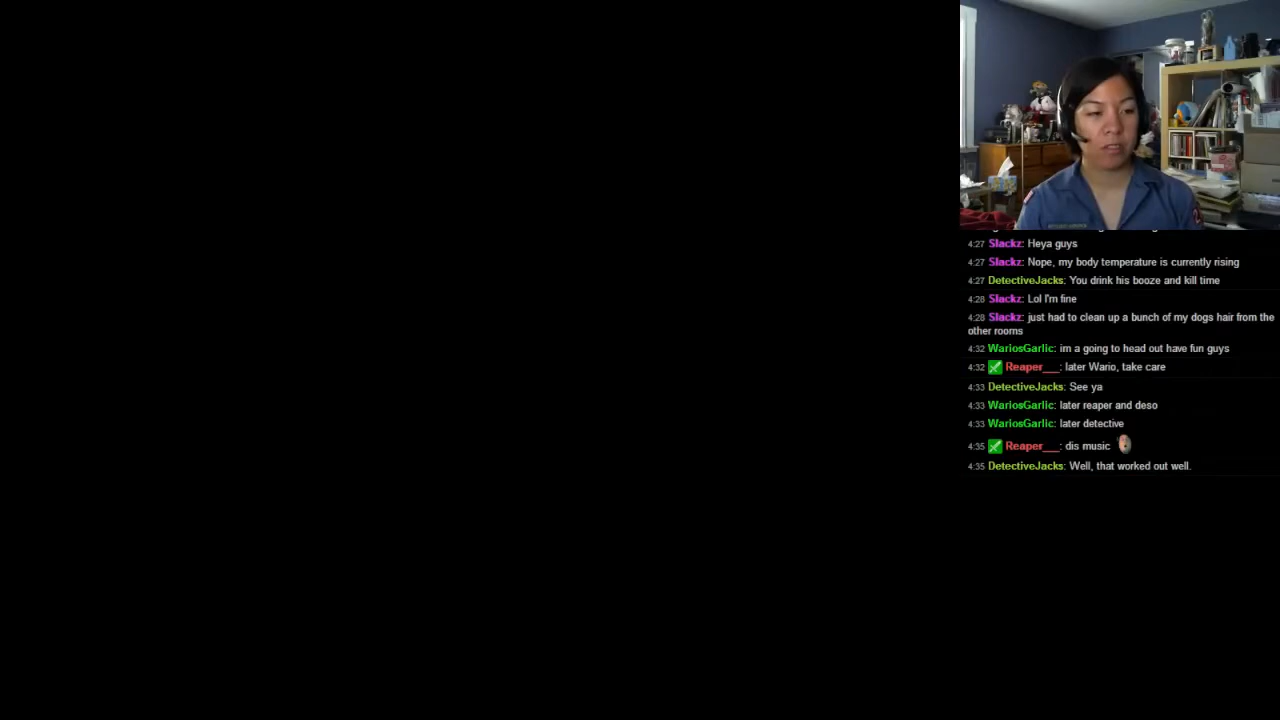 4:27 Slackz: Heya guys
4:27 Slackz: Nope, my body temperature is currently rising
4:27 DetectiveJacks: You drink his booze and kill time
4:28 Slackz: Lol I'm fine
4:28 Slackz: just had to clean up a bunch of my dogs hair from the
other rooms
4:32 WariosGarlic: im a going to head out have fun guys
4:32 Reaper___: later Wario, take care
4:33 DetectiveJacks: See ya
4:33 WariosGarlic: later reaper and deso
4:33 WariosGarlic: later detective
4:35 Reaper___: dis music
4:35 DetectiveJacks: Well, that worked out well.